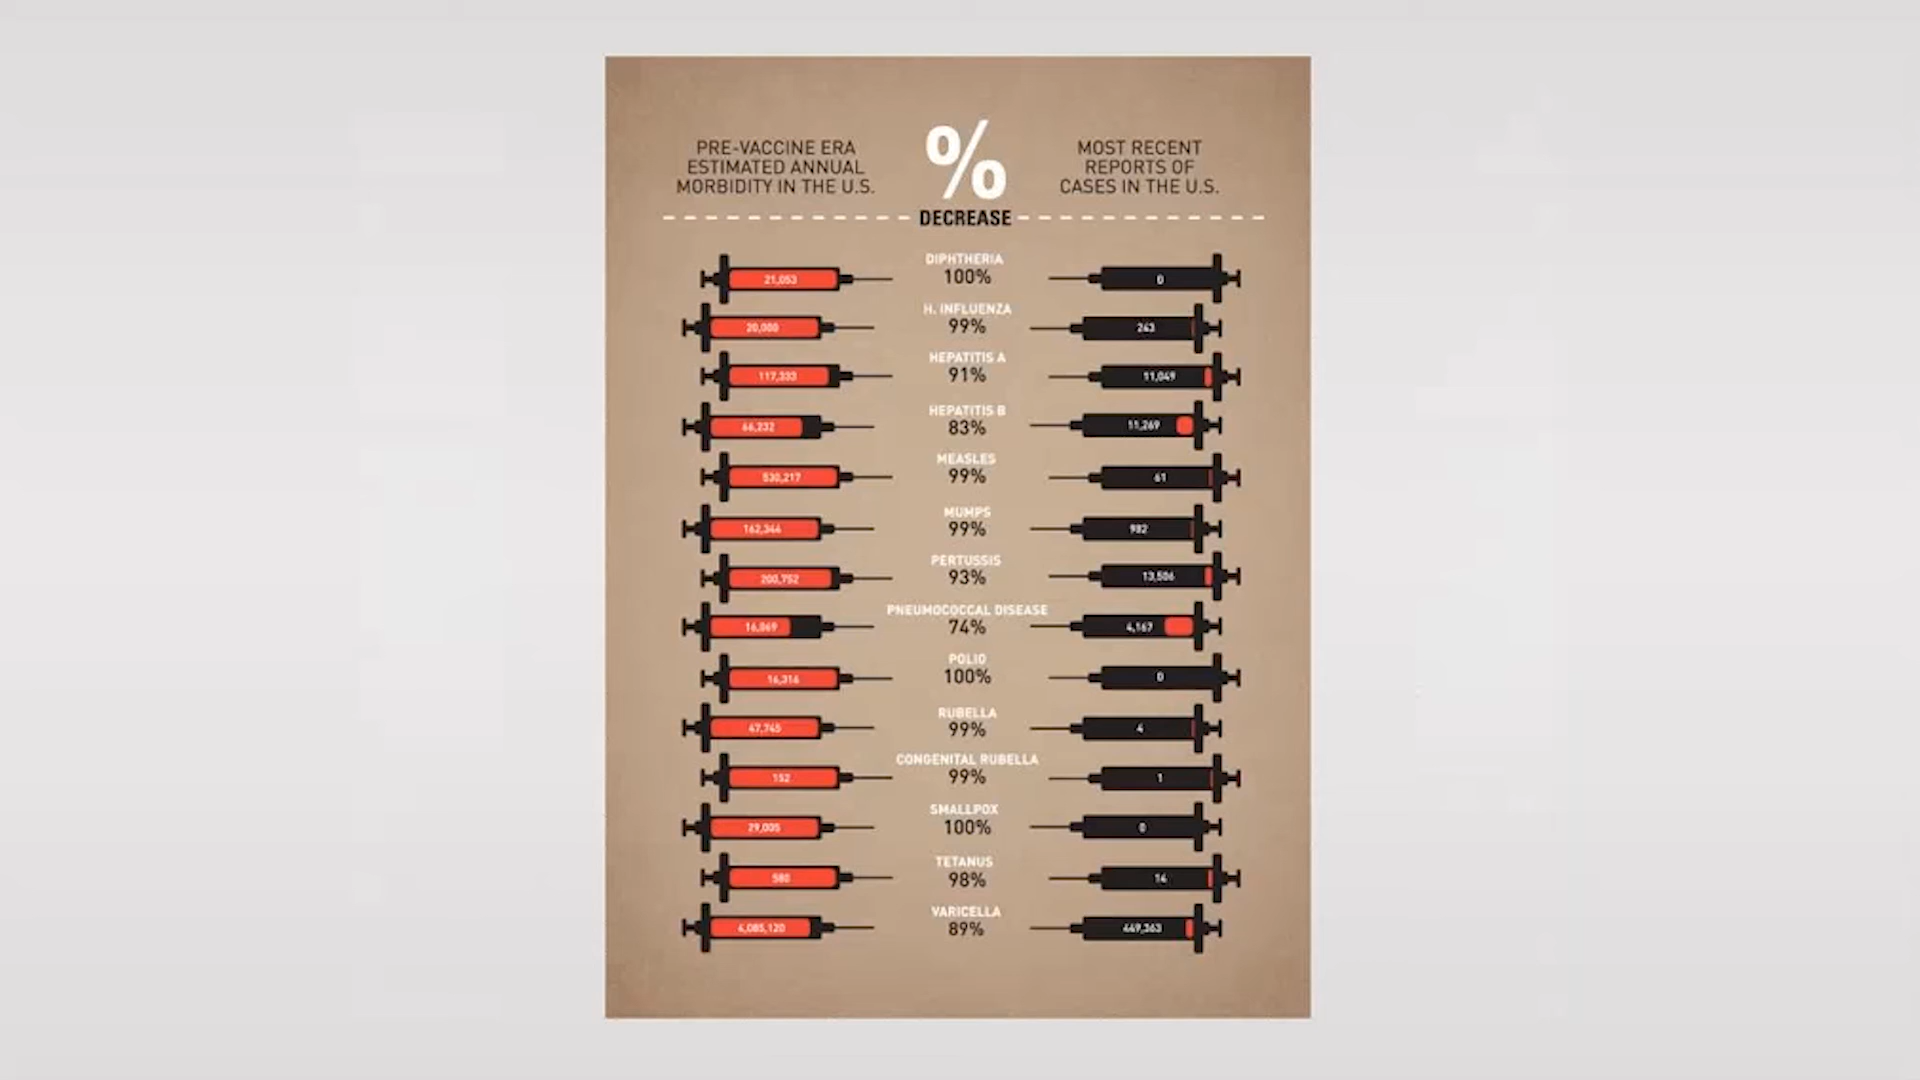 PRE-VACCINE ERA
ESTIMATED ANNUAL
MORBIDITY IN THE U.S.
%
DECREASE
MOST RECENT
REPORTS OF
CASES IN THE U.S.
DIPHTHERIA
21,053 100% 0
H. INFLUENZA
20,000 99% 243
HEPATITIS A
117,333 91% 11,049
HEPATITIS B
66,232 83% 11,269
MEASLES
530,217 99% 61
MUMPS
162,344 99% 982
PERTUSSIS
200,752 93% 13,506
PNEUMOCOCCAL DISEASE
16,069 74% 4,167
POLIO
16,316 100% 0
RUBELLA
47,745 99% 4
CONGENITAL RUBELLA
152 99% 1
SMALLPOX
29,005 100% 0
TETANUS
580 98% 14
VARICELLA
4,085,120 89% 449,363